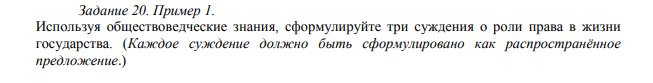 Задание 20. Пример 1.
Используя обществоведческие знания, сформулируйте три суждения о роли права в жизни
государства. (Каждое суждение должно быть сформулировано как распространённое
предложение.)